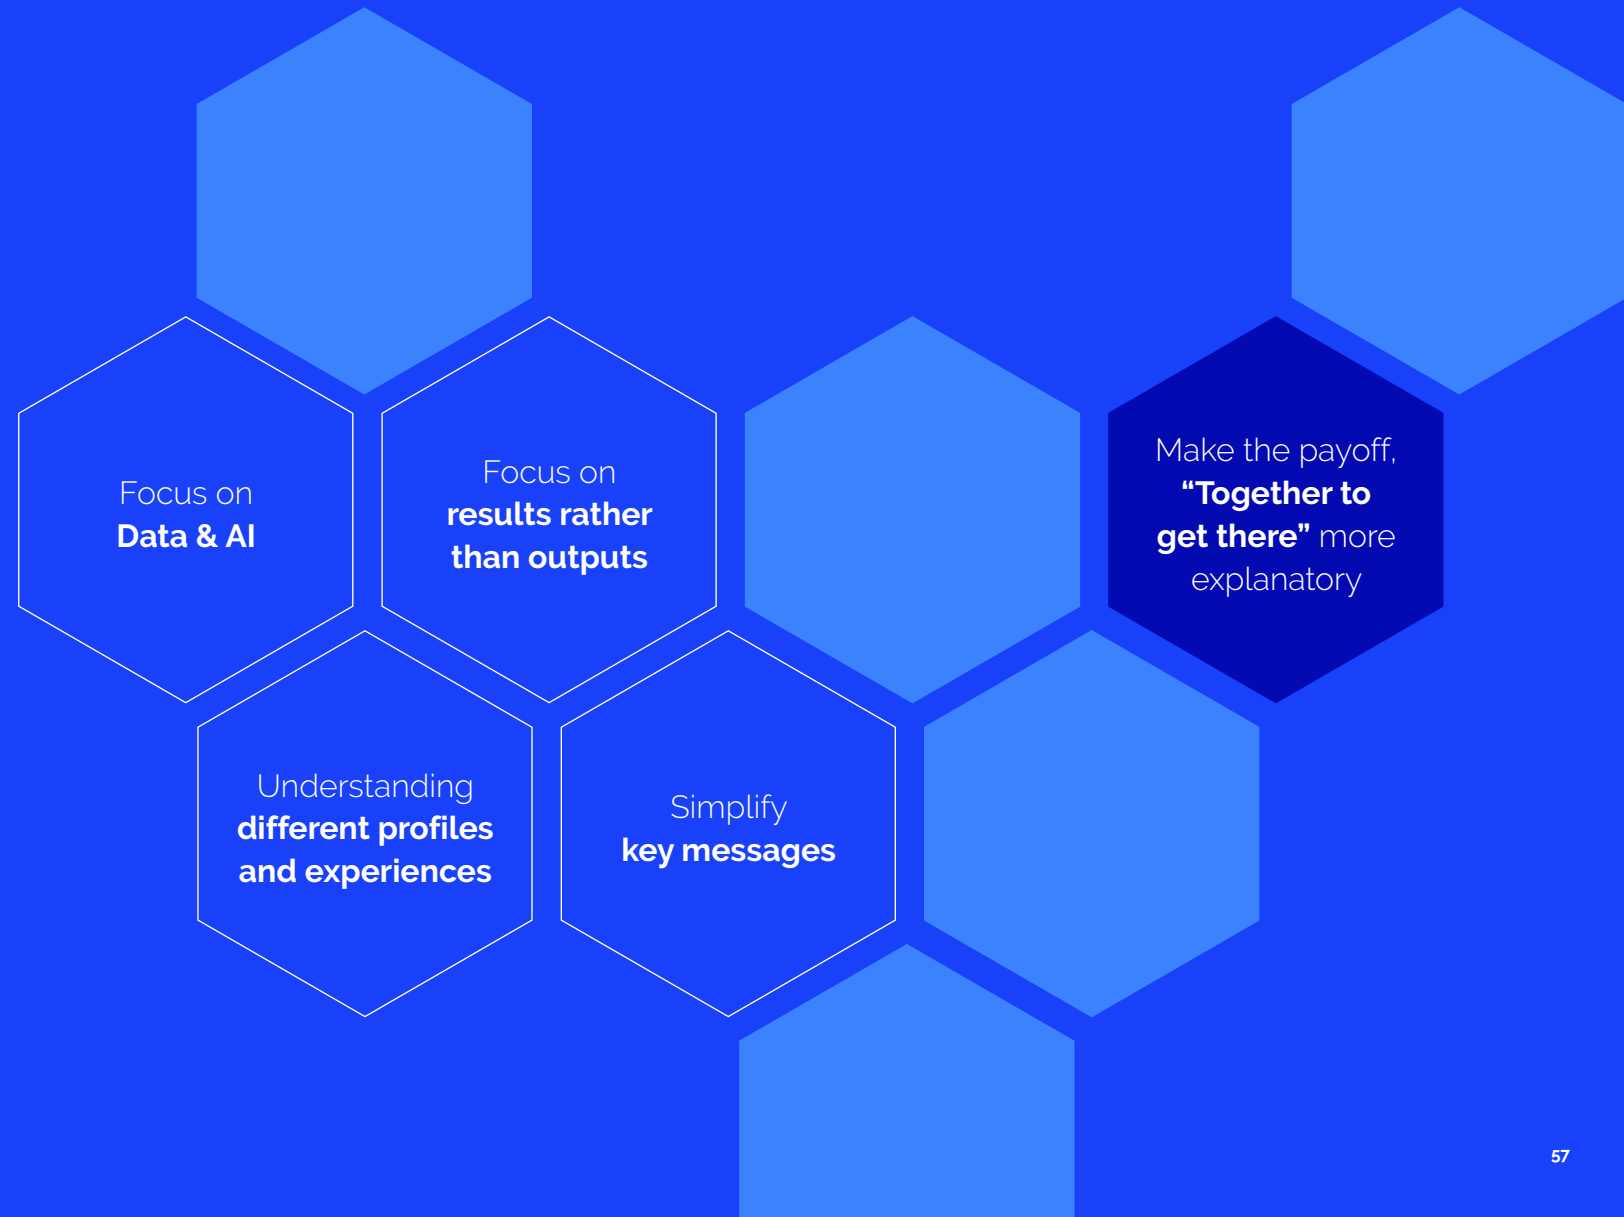 Focus on
Data & AI
Focus on
results rather
than outputs
Make the payoff,
“Together to
get there” more
explanatory
Understanding
different profiles
and experiences
Simplify
key messages
57